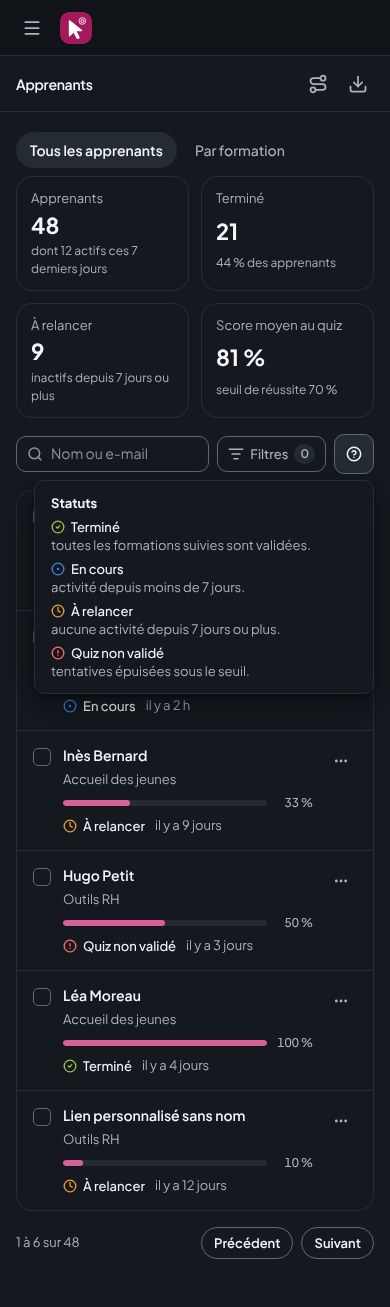 Apprenants
Tous les apprenants
Par formation
Apprenants
48
dont 12 actifs ces 7
derniers jours
Terminé
21
44 % des apprenants
À relancer
9
inactifs depuis 7 jours ou
plus
Score moyen au quiz
81 %
seuil de réussite 70 %
Nom ou e-mail
Filtres 0
Statuts
Terminé
toutes les formations suivies sont validées.
En cours
activité depuis moins de 7 jours.
À relancer
aucune activité depuis 7 jours ou plus.
Quiz non validé
tentatives épuisées sous le seuil.
En cours il y a 2 h
Inès Bernard
Accueil des jeunes
33 %
À relancer il y a 9 jours
Hugo Petit
Outils RH
50 %
Quiz non validé il y a 3 jours
Léa Moreau
Accueil des jeunes
100 %
Terminé il y a 4 jours
Lien personnalisé sans nom
Outils RH
10 %
À relancer il y a 12 jours
1 à 6 sur 48
Précédent
Suivant